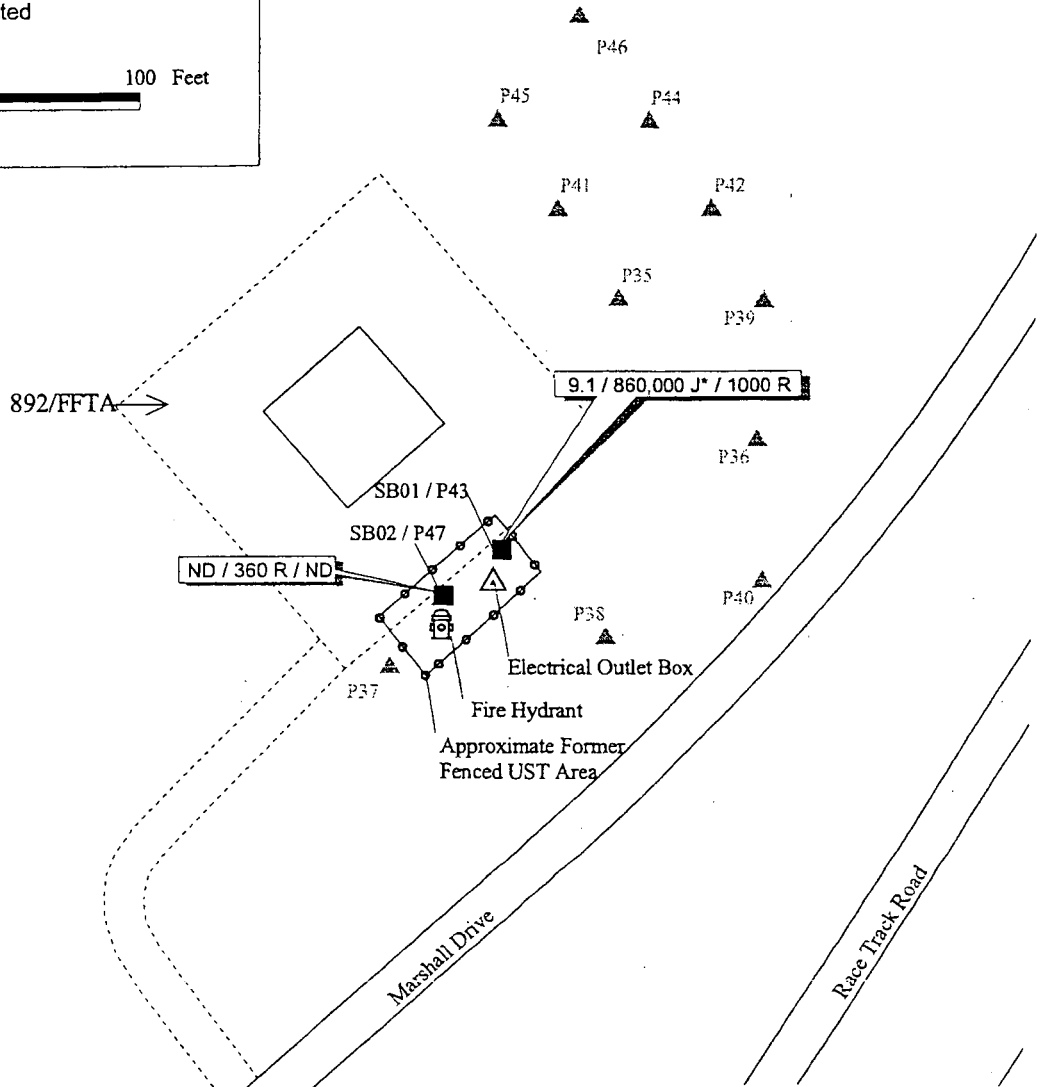 ted
100 Feet
P46
P45
P44
P41
P42
P35
P39
892/FFTA
9.1 / 860,000 J* / 1000 R
P36
SB01 / P43
SB02 / P47
ND / 360 R / ND
P40
P38
P37
Electrical Outlet Box
Fire Hydrant
Approximate Former
Fenced UST Area
Marshall Drive
Race Track Road